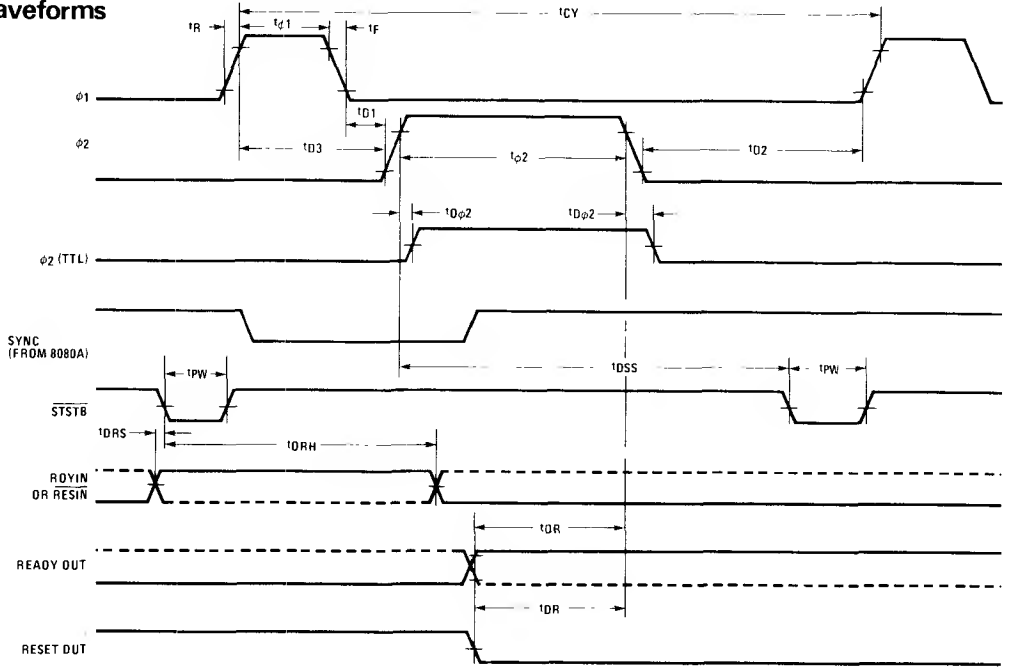 aveforms
tCY
tR
tϕ1
tF
ϕ1
tD1
ϕ2
tD3
tϕ2
tD2
tDϕ2
tDϕ2
ϕ2 (TTL)
SYNC
(FROM 8080A)
tPW
tDSS
tPW
STSTB
tDRS
tDRH
RDYIN
OR RESIN
tDR
READY OUT
tDR
RESET OUT